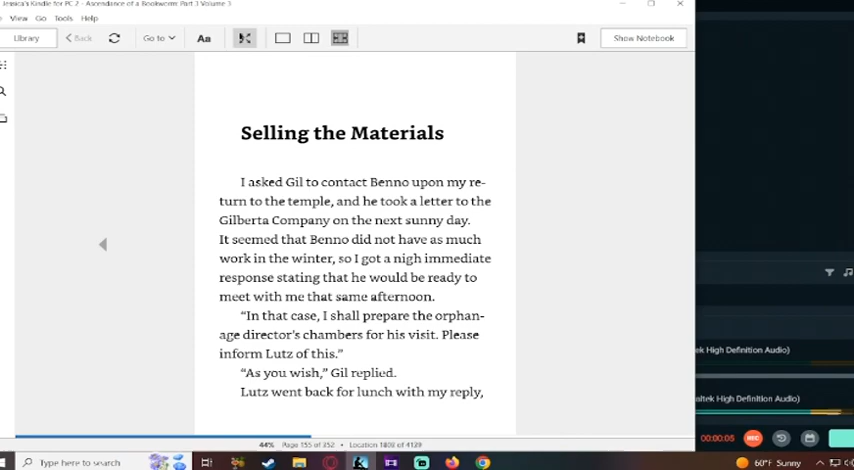 Jessica's Kindle for PC 2 - Ascendance of a Bookworm: Part 3 Volume 3
View Go Tools Help
Library Back Go to Aa Show Notebook
Selling the Materials
I asked Gil to contact Benno upon my re-
turn to the temple, and he took a letter to the
Gilberta Company on the next sunny day.
It seemed that Benno did not have as much
work in the winter, so I got a nigh immediate
response stating that he would be ready to
meet with me that same afternoon.
“In that case, I shall prepare the orphan-
age director’s chambers for his visit. Please
inform Lutz of this.”
“As you wish,” Gil replied.
Lutz went back for lunch with my reply,
44% Page 155 of 352 • Location 1808 of 4129
ek High Definition Audio)
altek High Definition Audio)
00:00:05 REC
Type here to search
60°F Sunny